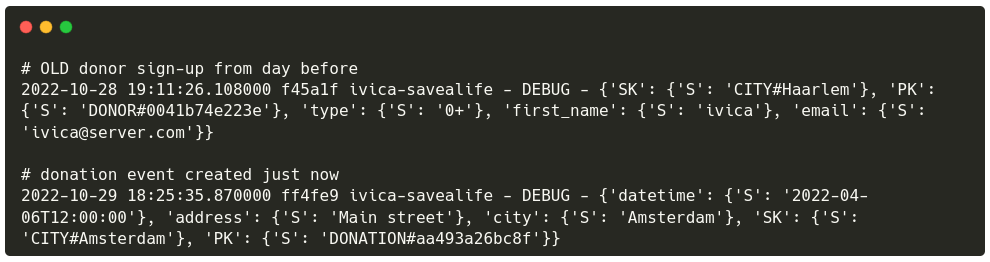 # OLD donor sign-up from day before
2022-10-28 19:11:26.108000 f45a1f ivica-savealife - DEBUG - {'SK': {'S': 'CITY#Haarlem'}, 'PK':
{'S': 'DONOR#0041b74e223e'}, 'type': {'S': '0+'}, 'first_name': {'S': 'ivica'}, 'email': {'S':
'ivica@server.com'}}
# donation event created just now
2022-10-29 18:25:35.870000 ff4fe9 ivica-savealife - DEBUG - {'datetime': {'S': '2022-04-
06T12:00:00'}, 'address': {'S': 'Main street'}, 'city': {'S': 'Amsterdam'}, 'SK': {'S':
'CITY#Amsterdam'}, 'PK': {'S': 'DONATION#aa493a26bc8f'}}